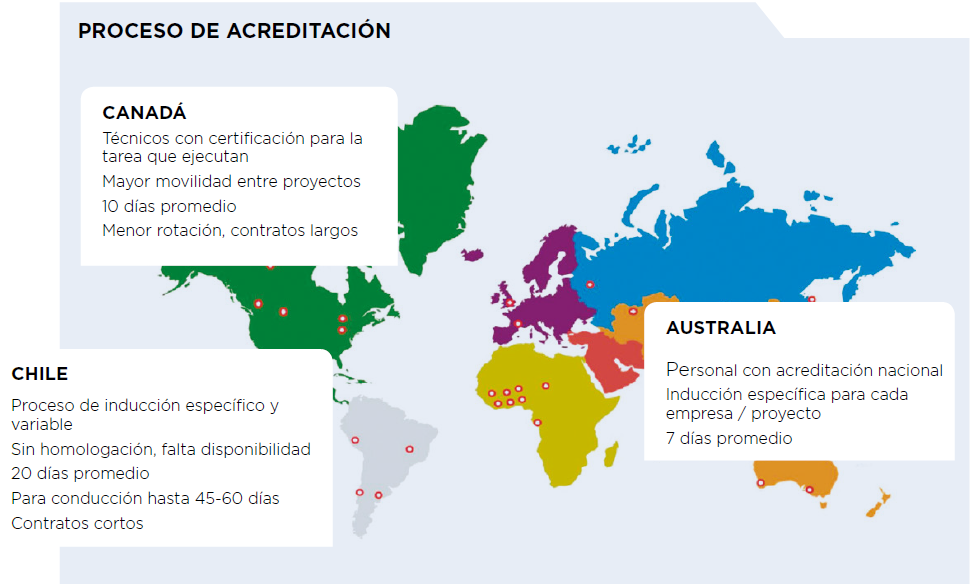 PROCESO DE ACREDITACIÓN
CANADÁ
Técnicos con certificación para la
tarea que ejecutan
Mayor movilidad entre proyectos
10 días promedio
Menor rotación, contratos largos
AUSTRALIA
Personal con acreditación nacional
Inducción específica para cada
empresa / proyecto
7 días promedio
CHILE
Proceso de inducción específico y
variable
Sin homologación, falta disponibilidad
20 días promedio
Para conducción hasta 45-60 días
Contratos cortos